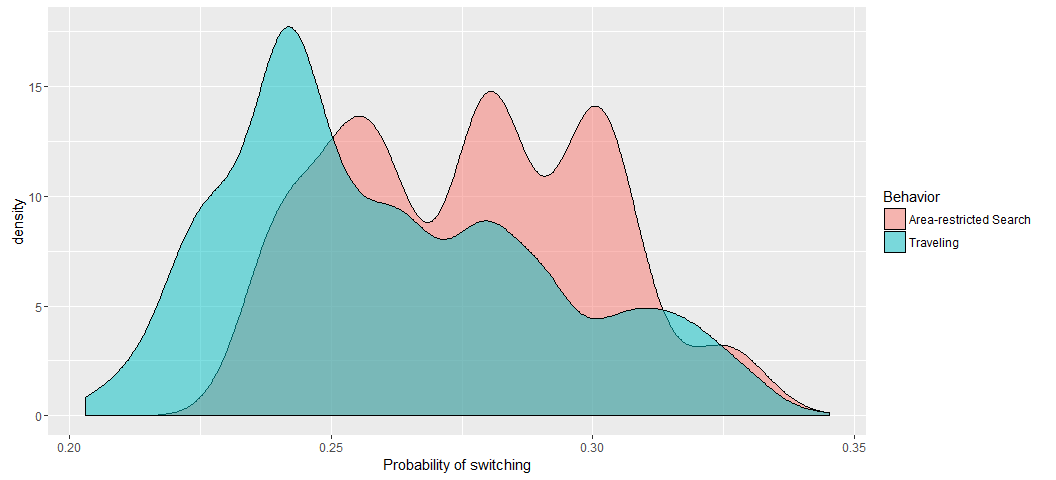 15
10
5
0
density
0.20
0.25
0.30
0.35
Probability of switching
Behavior
Area-restricted Search
Traveling